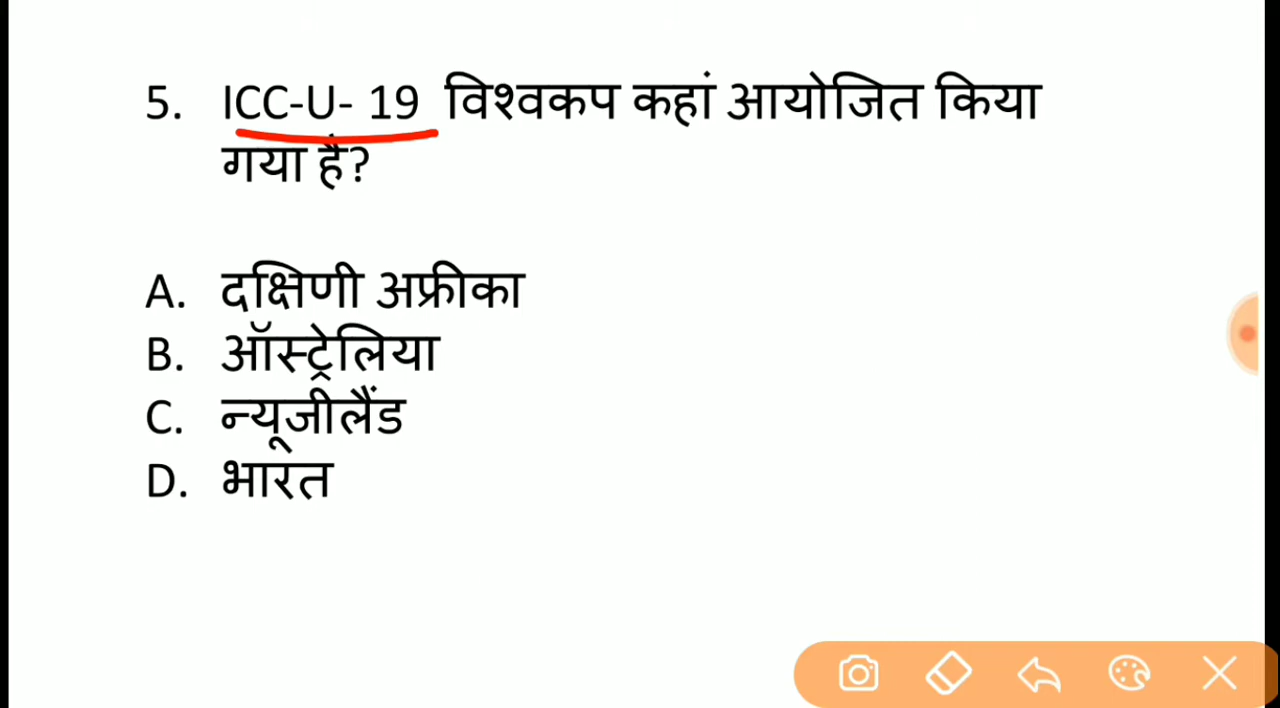 5. ICC-U- 19 विश्वकप कहां आयोजित किया
गया है?
A. दक्षिणी अफ्रीका
B. ऑस्ट्रेलिया
C. न्यूजीलैंड
D. भारत